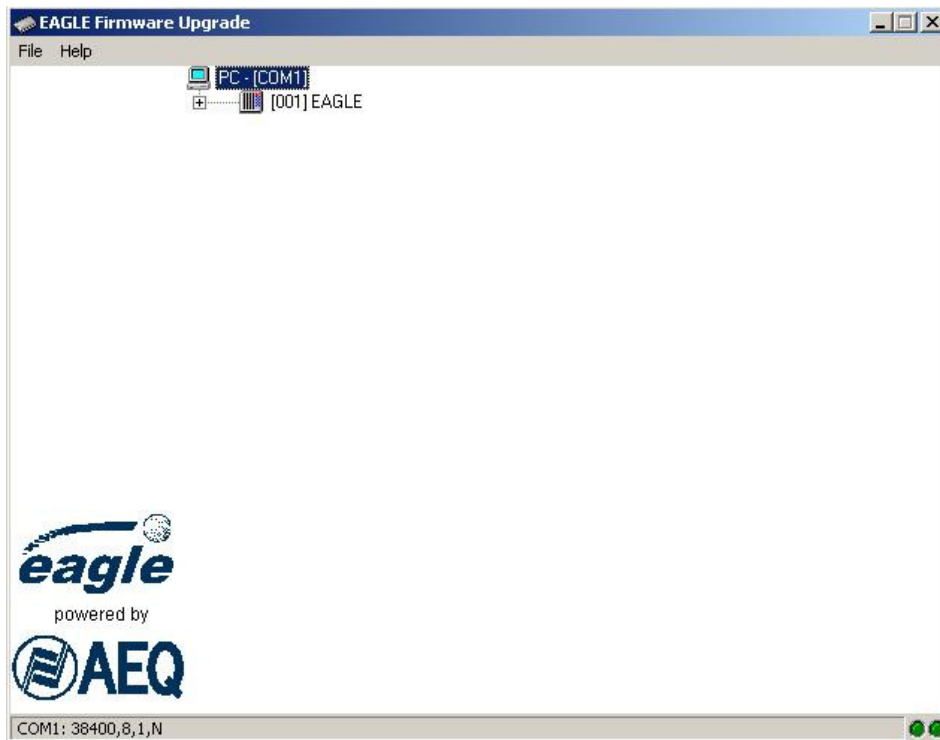 EAGLE Firmware Upgrade
File Help
PC - [COM1]
[001] EAGLE
eagle
powered by
AEQ
COM1: 38400,8,1,N